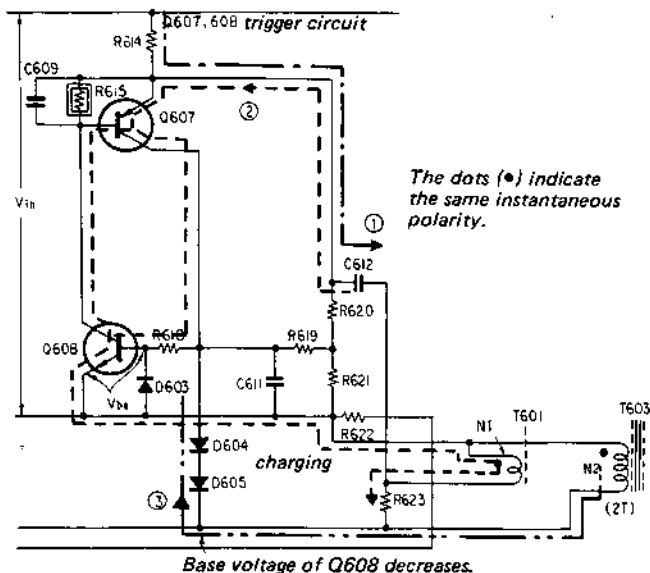 Q607, 608 trigger circuit
R614
C609
R615
Q607
②
Vin
The dots (●) indicate
the same instantaneous
polarity.
①
C612
R620
Q608
R618
R619
Vbe
D603
C611
R621
R622
N1
T601
T603
D604
charging
N2
D605
R623
(2T)
③
Base voltage of Q608 decreases.